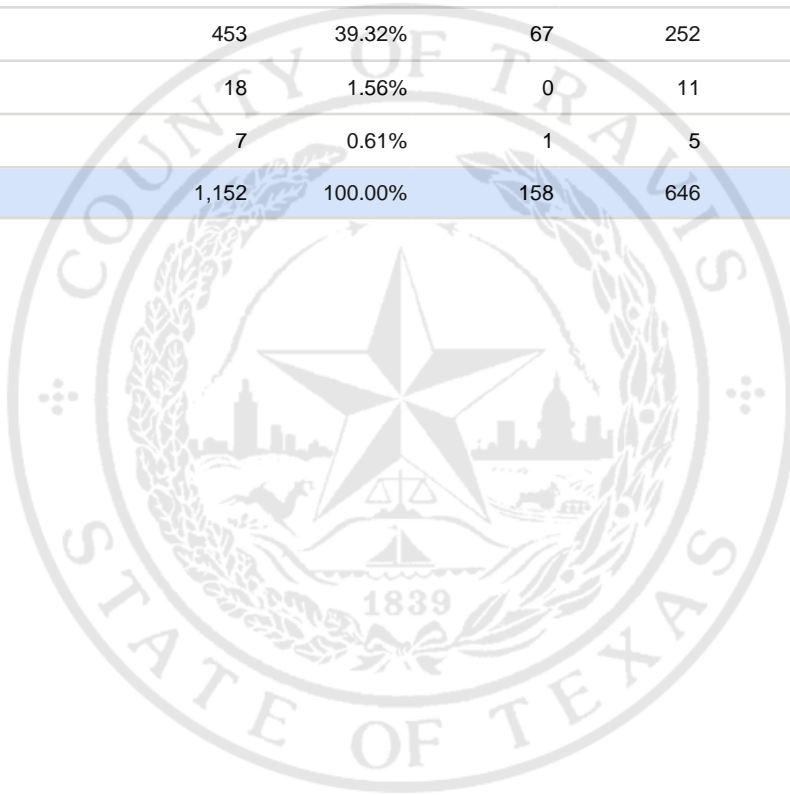 453 39.32% 67 252
18 1.56% 0 11
7 0.61% 1 5
1,152 100.00% 158 646
COUNTY OF TRAVIS
1839
STATE OF TEXAS